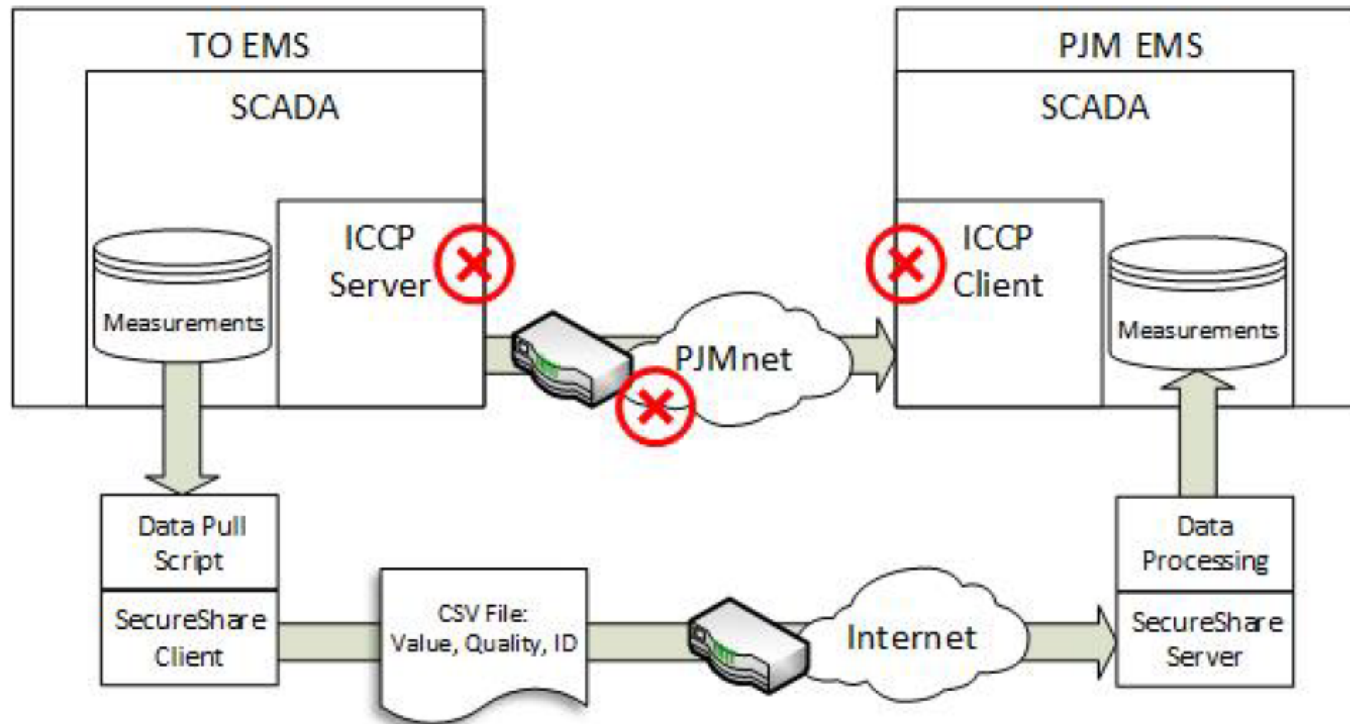 TO EMS
SCADA
ICCP
Server
Measurements
PJMnet
PJM EMS
SCADA
ICCP
Client
Measurements
Data Pull
Script
SecureShare
Client
CSV File:
Value, Quality, ID
Internet
Data
Processing
SecureShare
Server